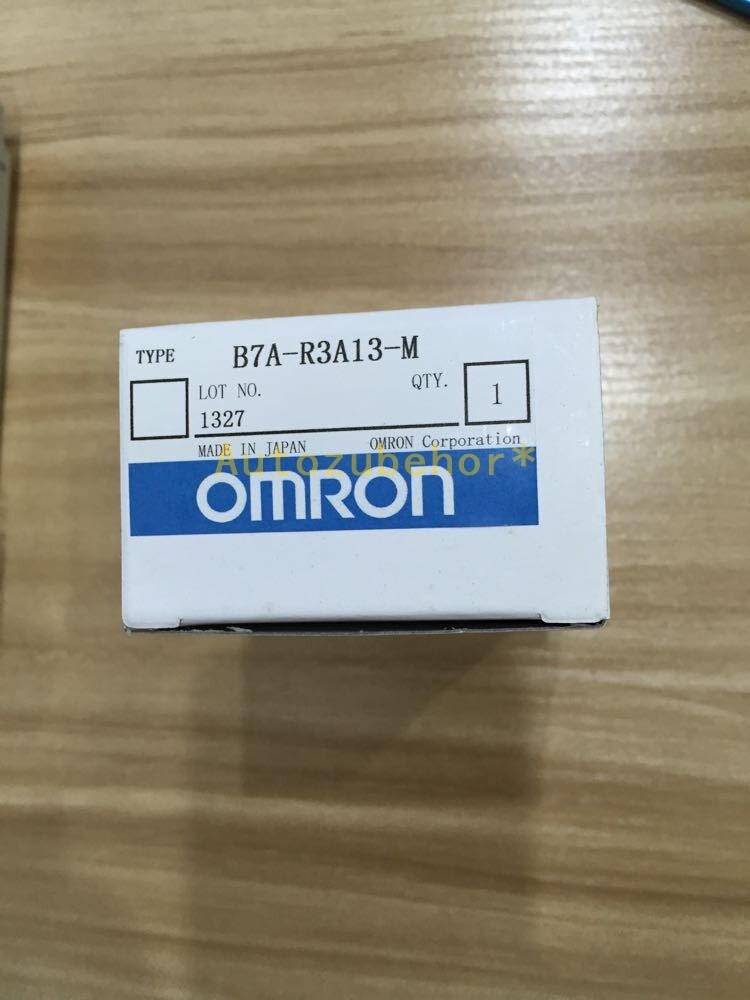 TYPE B7A-R3A13-M
LOT NO. QTY.
1327 1
MADE IN JAPAN OMRON Corporation
Autozubehor*
OMRON